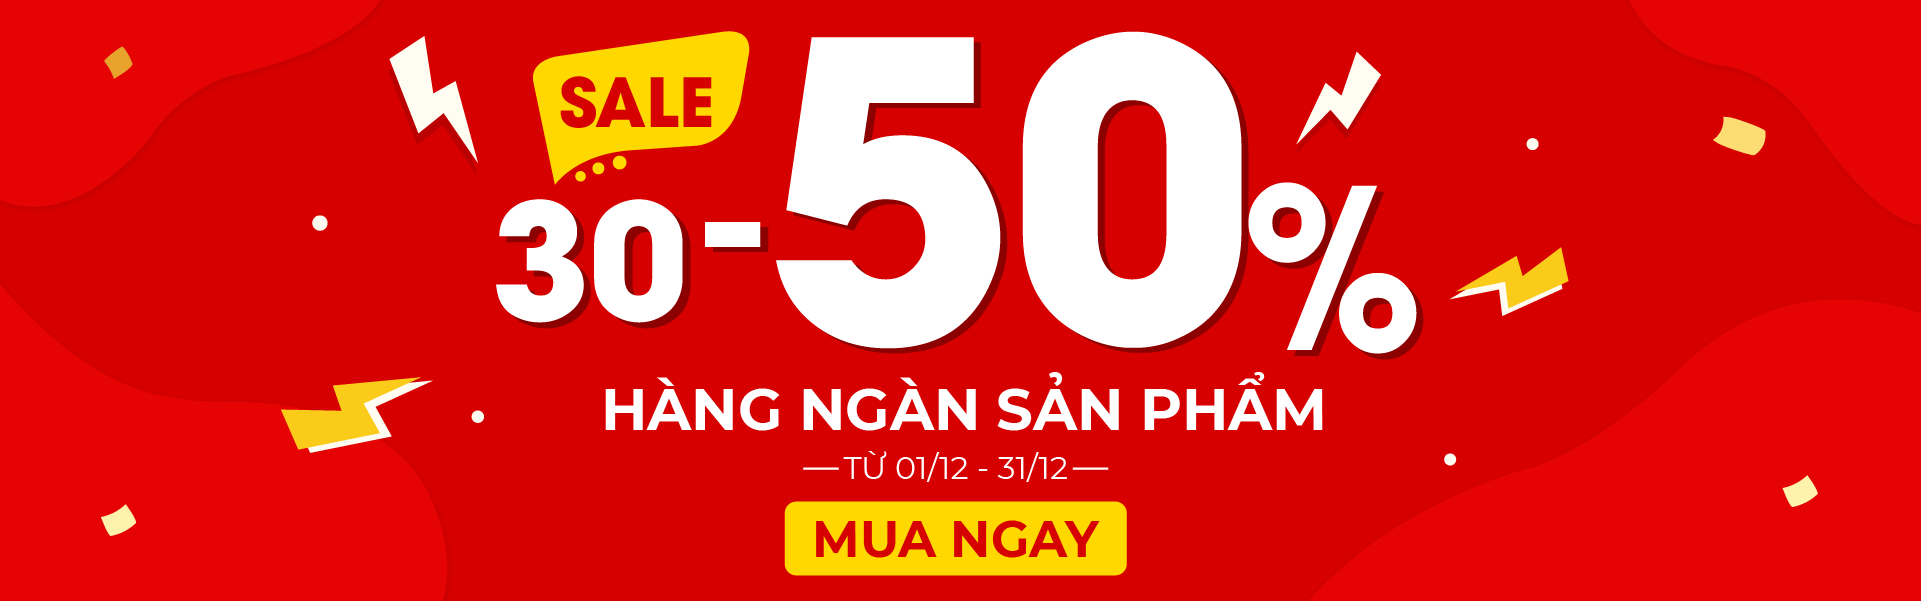 SALE
30-50%
HÀNG NGÀN SẢN PHẨM
TỪ 01/12 - 31/12
MUA NGAY